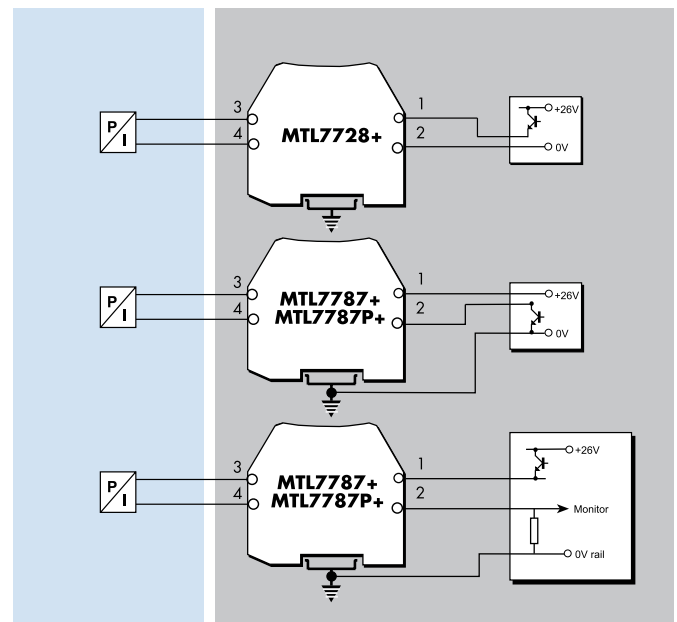 3
1
P
I
MTL7728+
+26V
4
2
0V
3
1
P
I
MTL7787+
MTL7787P+
+26V
4
2
0V
3
1
P
I
MTL7787+
MTL7787P+
+26V
4
2
Monitor
0V rail